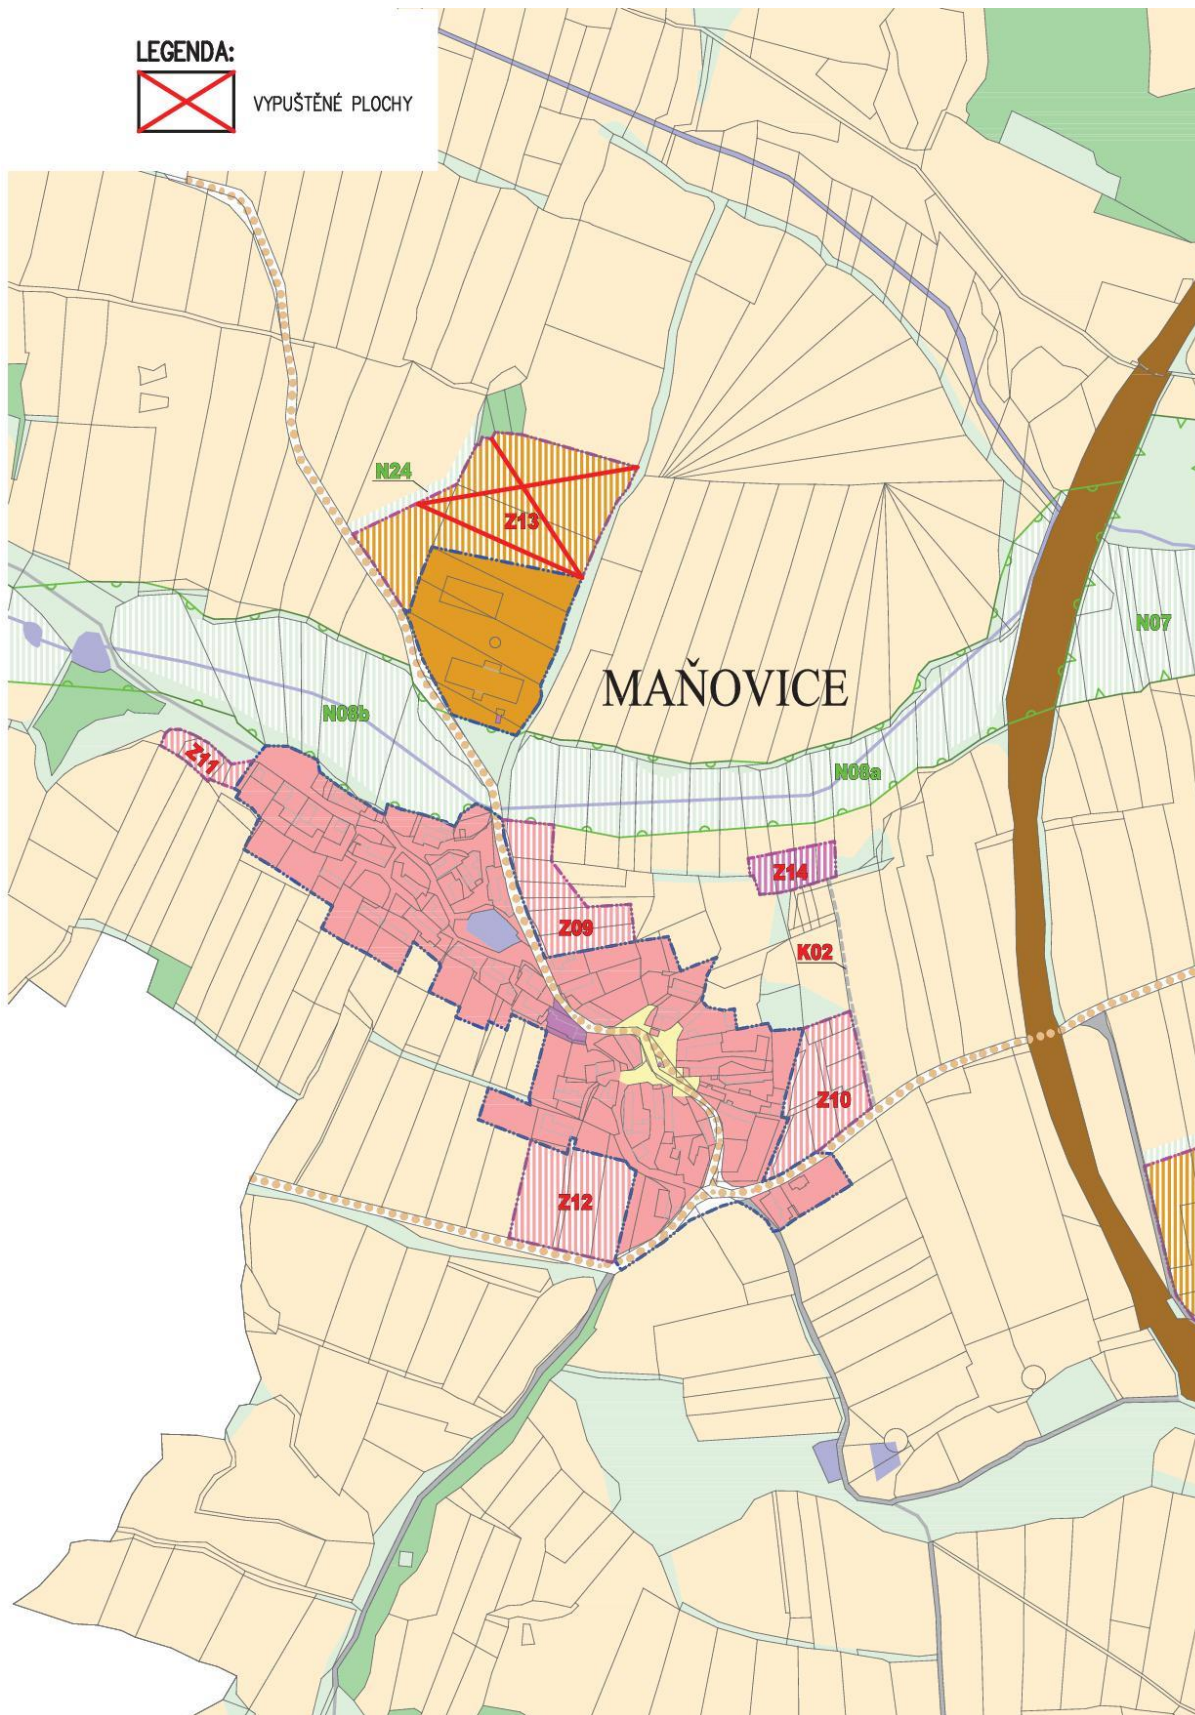 LEGENDA:
VYPUŠTĚNÉ PLOCHY
N24
Z13
N07
MAŇOVICE
N08b
Z11
N08a
Z14
Z09
K02
Z10
Z12